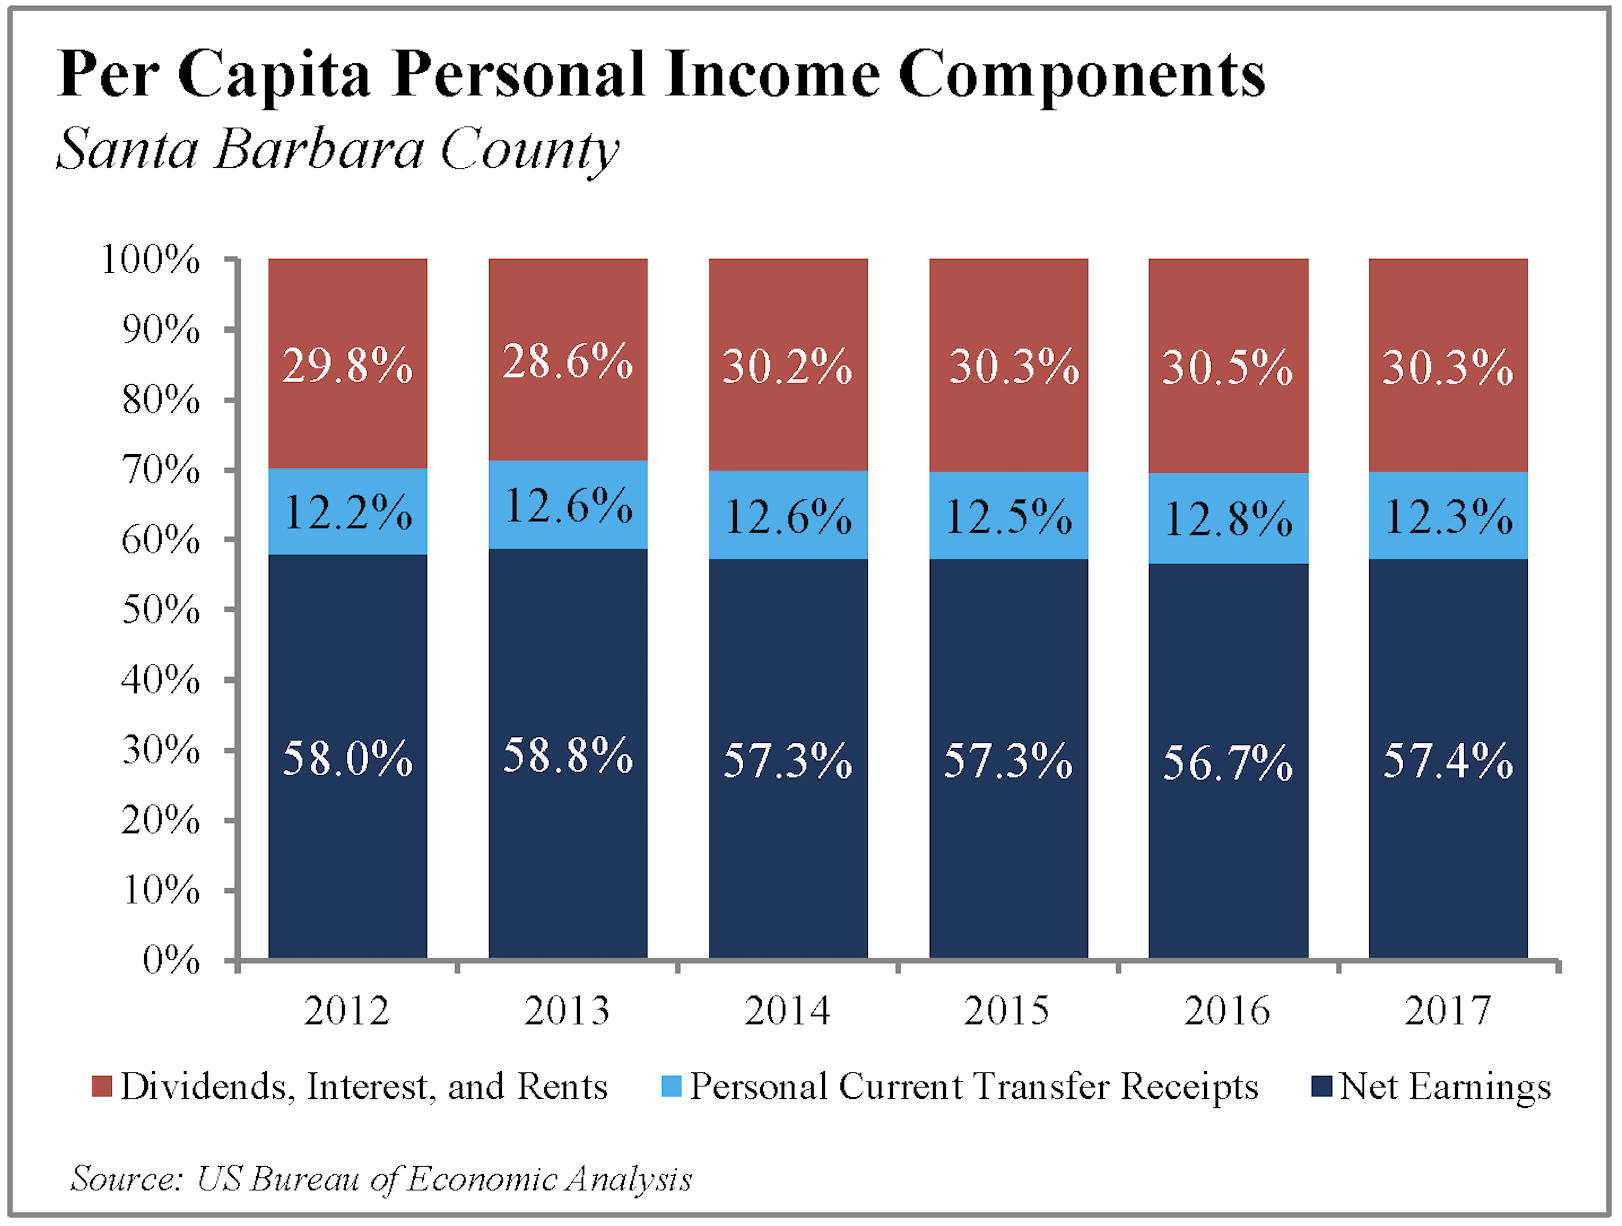 Per Capita Personal Income Components
Santa Barbara County
100%
90%
80%
70%
60%
50%
40%
30%
20%
10%
0%
29.8% 28.6% 30.2% 30.3% 30.5% 30.3%
12.2% 12.6% 12.6% 12.5% 12.8% 12.3%
58.0% 58.8% 57.3% 57.3% 56.7% 57.4%
2012 2013 2014 2015 2016 2017
Dividends, Interest, and Rents Personal Current Transfer Receipts Net Earnings
Source: US Bureau of Economic Analysis